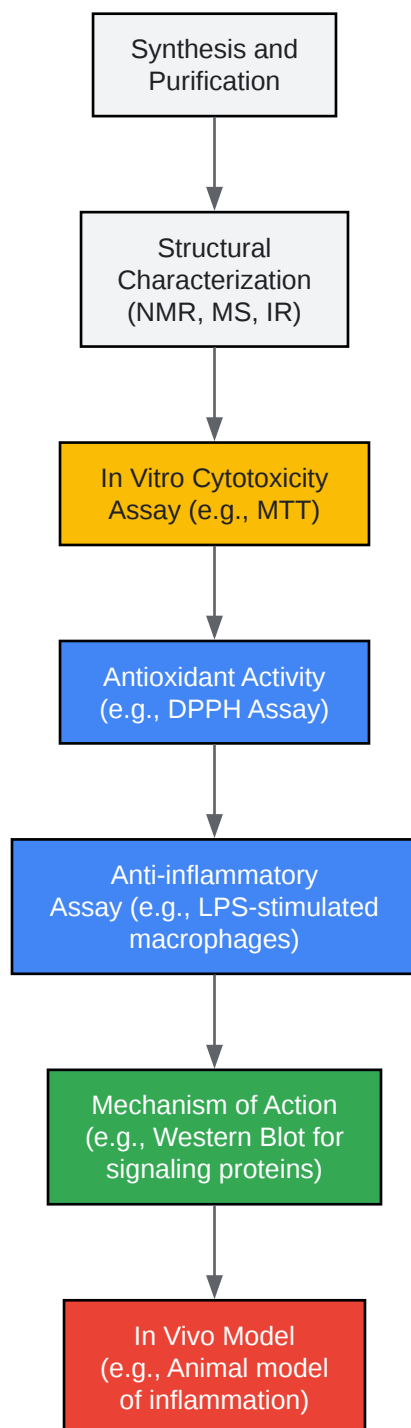 Synthesis and
Purification
Structural
Characterization
(NMR, MS, IR)
In Vitro Cytotoxicity
Assay (e.g., MTT)
Antioxidant Activity
(e.g., DPPH Assay)
Anti-inflammatory
Assay (e.g., LPS-stimulated
macrophages)
Mechanism of Action
(e.g., Western Blot for
signaling proteins)
In Vivo Model
(e.g., Animal model
of inflammation)